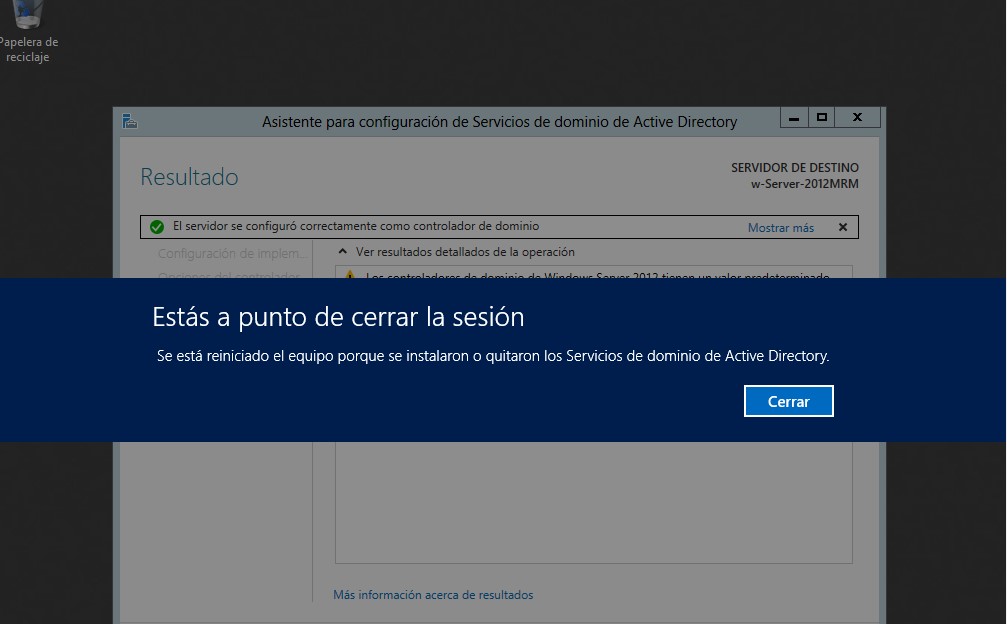 Papelera de
reciclaje
Asistente para configuración de Servicios de dominio de Active Directory
SERVIDOR DE DESTINO
w-Server-2012MRM
Resultado
El servidor se configuró correctamente como controlador de dominio
Mostrar más
Configuración de implem...
Ver resultados detallados de la operación
Opciones del controlador
Los controladores de dominio de Windows Server 2012 tienen un valor predeterminado
Estás a punto de cerrar la sesión
Se está reiniciado el equipo porque se instalaron o quitaron los Servicios de dominio de Active Directory.
Cerrar
Más información acerca de resultados